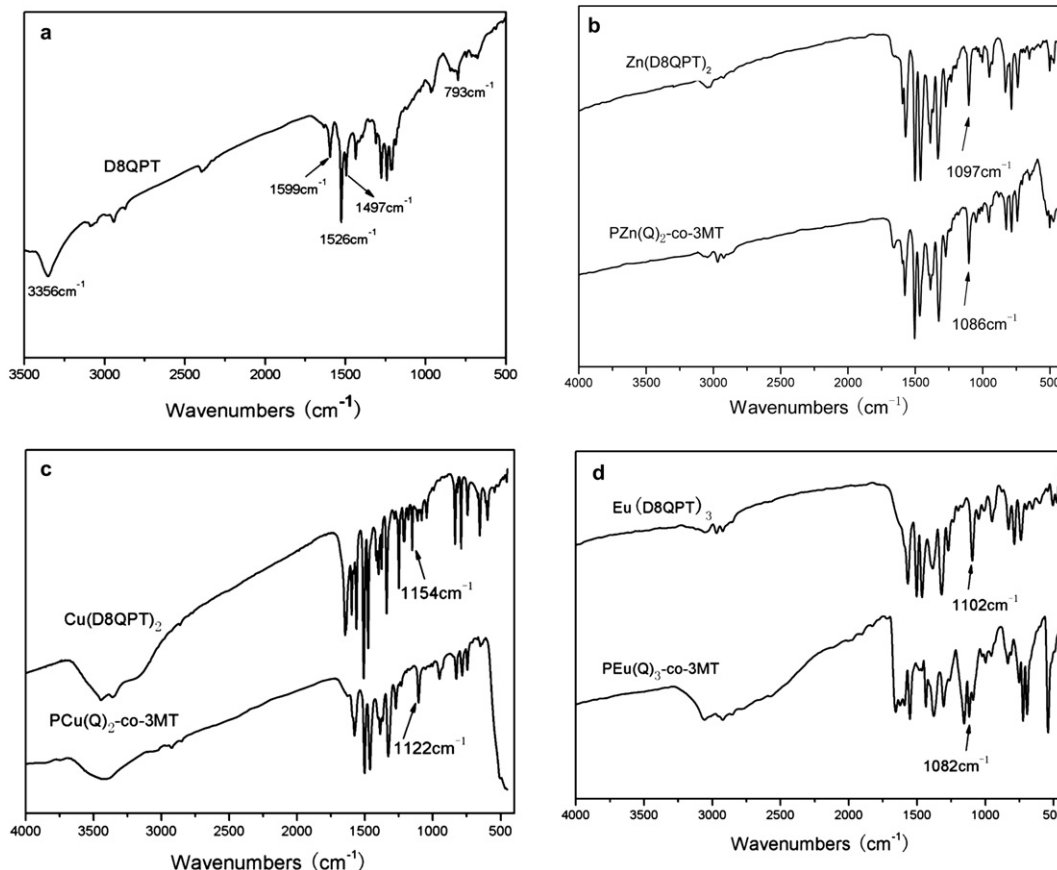 a
D8QPT
3356cm⁻¹
1599cm⁻¹
1526cm⁻¹
1497cm⁻¹
793cm⁻¹
3500 3000 2500 2000 1500 1000 500
Wavenumbers (cm⁻¹)
b
Zn(D8QPT)₂
1097cm⁻¹
PZn(Q)₂-co-3MT
1086cm⁻¹
4000 3500 3000 2500 2000 1500 1000 500
Wavenumbers (cm⁻¹)
c
Cu(D8QPT)₂
1154cm⁻¹
PCu(Q)₂-co-3MT
1122cm⁻¹
4000 3500 3000 2500 2000 1500 1000 500
Wavenumbers (cm⁻¹)
d
Eu(D8QPT)₃
1102cm⁻¹
PEu(Q)₃-co-3MT
1082cm⁻¹
4000 3500 3000 2500 2000 1500 1000 500
Wavenumbers (cm⁻¹)